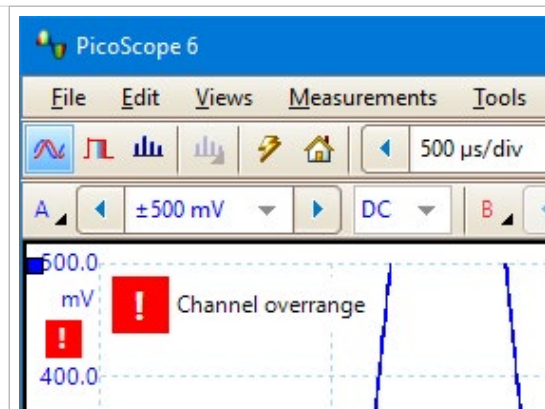 PicoScope 6
File Edit Views Measurements Tools
500 µs/div
A ±500 mV DC B
500.0
mV
! Channel overrange
!
400.0